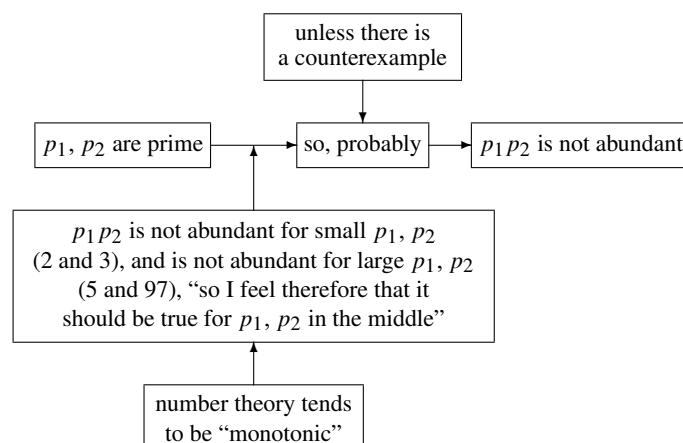 unless there is
a counterexample
p₁, p₂ are prime
so, probably
p₁p₂ is not abundant
p₁p₂ is not abundant for small p₁, p₂
(2 and 3), and is not abundant for large p₁, p₂
(5 and 97), “so I feel therefore that it
should be true for p₁, p₂ in the middle”
number theory tends
to be “monotonic”